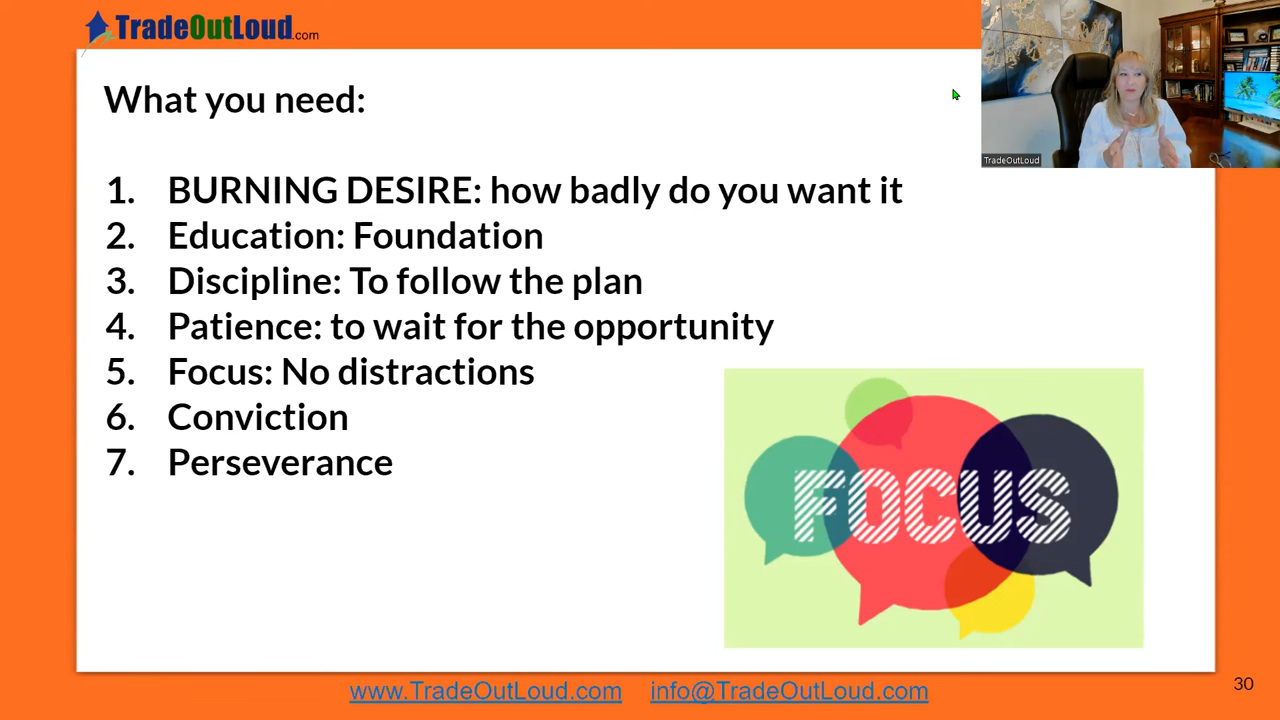 TradeOutLoud.com
What you need:
TradeOutLoud
1. BURNING DESIRE: how badly do you want it
2. Education: Foundation
3. Discipline: To follow the plan
4. Patience: to wait for the opportunity
5. Focus: No distractions
6. Conviction
7. Perseverance
FOCUS
www.TradeOutLoud.com info@TradeOutLoud.com
30